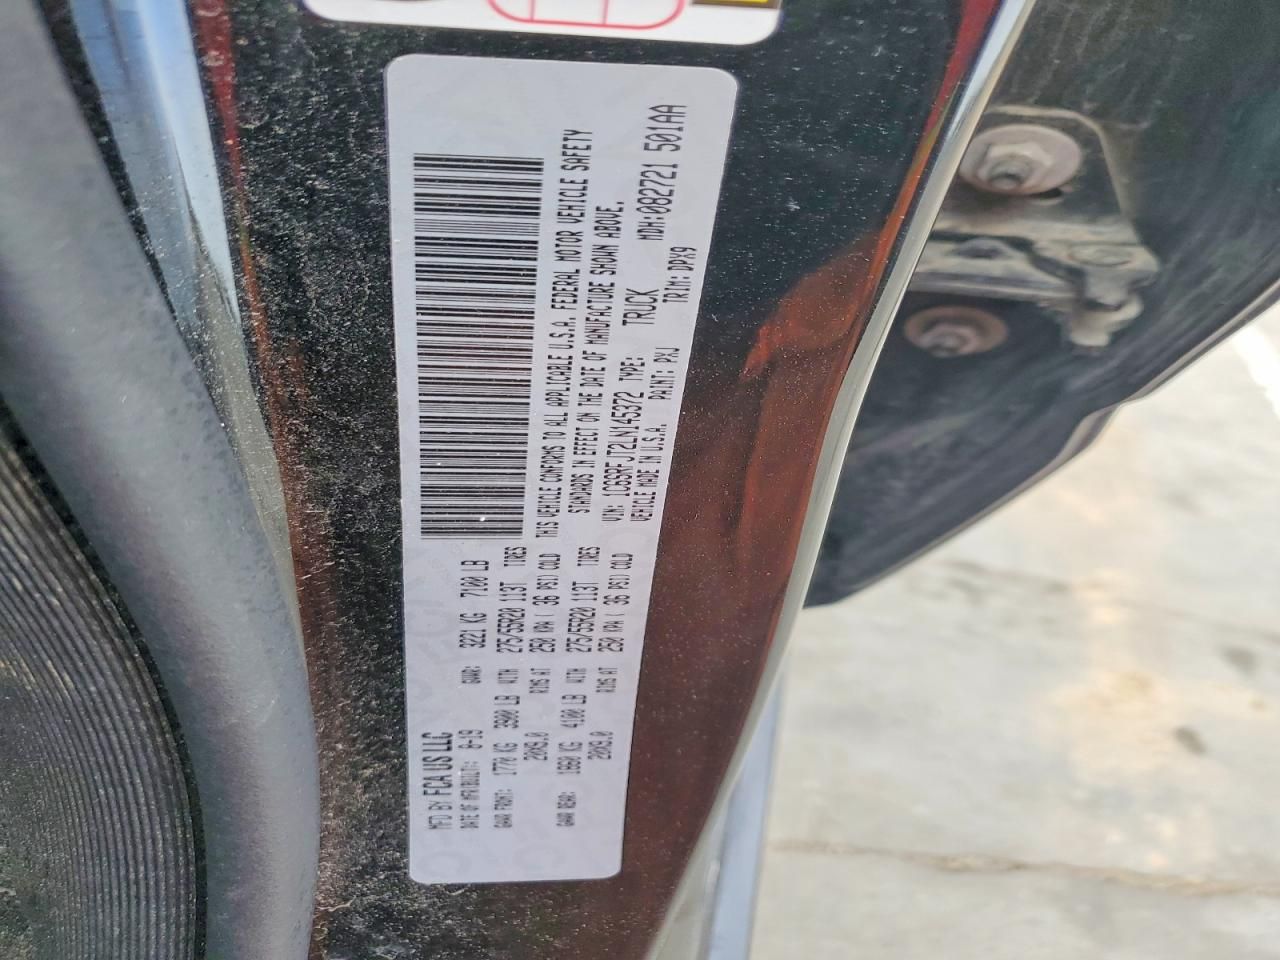 MFD BY FCA US LLC
DATE OF MFR/BUILT: 8-19 GVWR: 3221 KG 7100 LB
GAWR FRONT: 1770 KG 3900 LB WITH 275/55R20 113T TIRES
20X9.0 RIMS AT 250 KPA( 36 PSI) COLD
GAWR REAR: 1860 KG 4100 LB WITH 275/55R20 113T TIRES
20X9.0 RIMS AT 250 KPA( 36 PSI) COLD
THIS VEHICLE CONFORMS TO ALL APPLICABLE U.S.A. FEDERAL MOTOR VEHICLE SAFETY
STANDARDS IN EFFECT ON THE DATE OF MANUFACTURE SHOWN ABOVE.
VIN: 1C6SRFJT2LN145372 TYPE: TRUCK MDH:082721 501AA
VEHICLE MADE IN U.S.A. PAINT: PXJ TRIM: DPX9